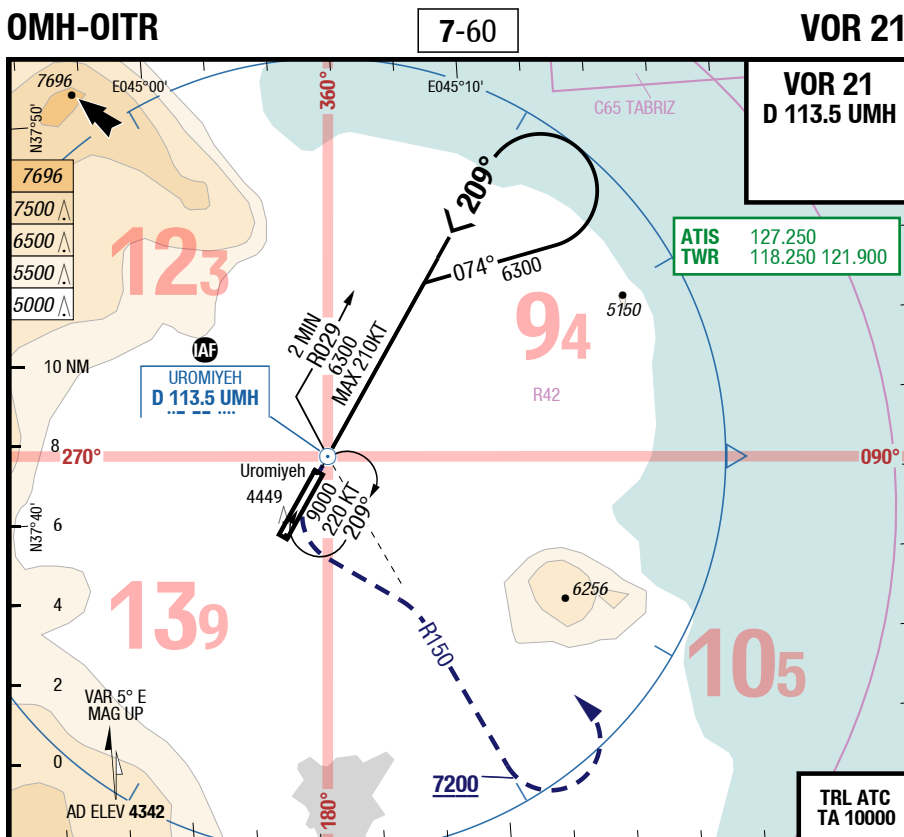 OMH-OITR
7-60
VOR 21
7696
E045°00'
360°
E045°10'
C65 TABRIZ
VOR 21
D 113.5 UMH
N37°50'
7696
7500
6500
5500
5000
209°
ATIS 127.250
TWR 118.250 121.900
123
074°
6300
5150
94
2 MIN
R029
6300
MAX 210KT
IAF
10 NM
UROMIYEH
D 113.5 UMH
R42
8
270°
090°
Uromiyeh
4449
9000
220 KT
209°
6
N37°40'
4
139
6256
R150
105
2
VAR 5° E
MAG UP
0
7200
180°
AD ELEV 4342
TRL ATC
TA 10000